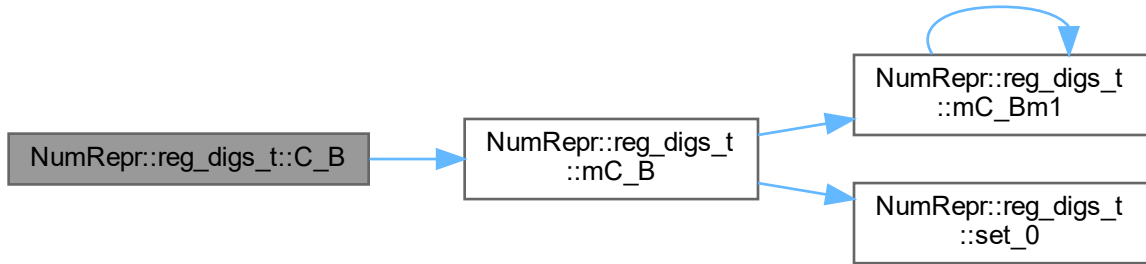 NumRepr::reg_digs_t::C_B
NumRepr::reg_digs_t
::mC_B
NumRepr::reg_digs_t
::mC_Bm1
NumRepr::reg_digs_t
::set_0